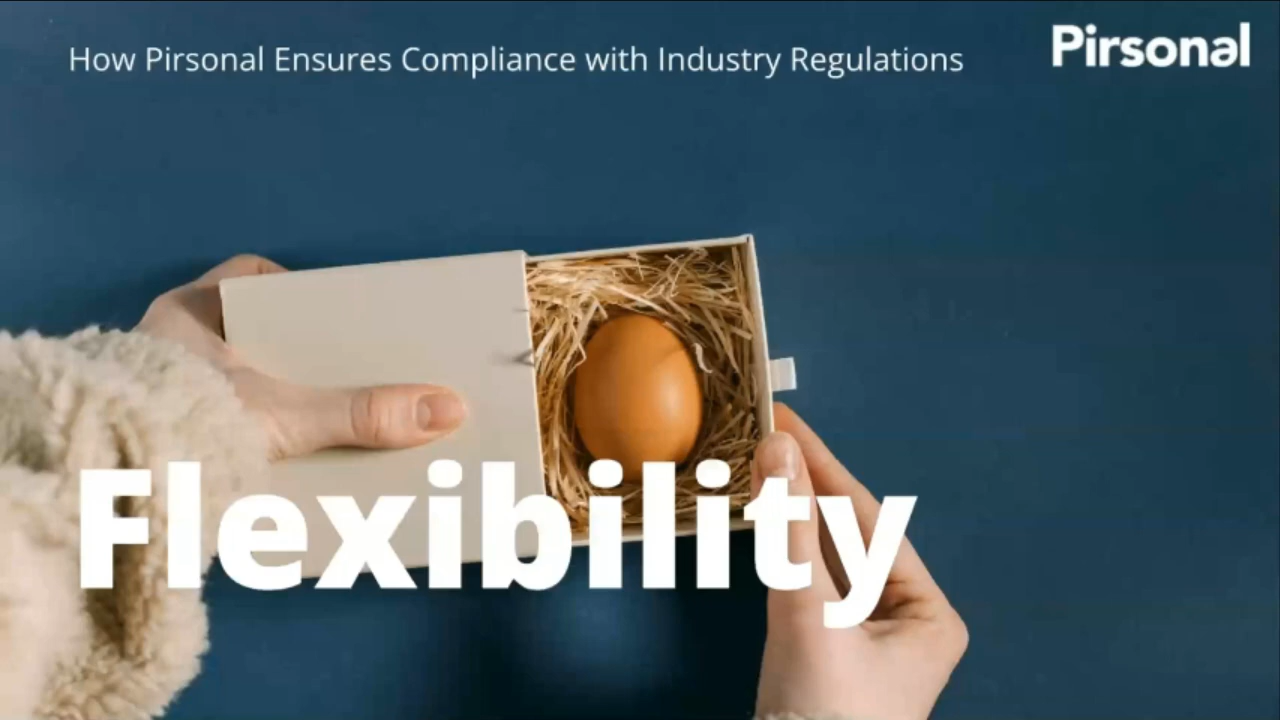 How Pirsonal Ensures Compliance with Industry Regulations
Pirsonal
Flexibility